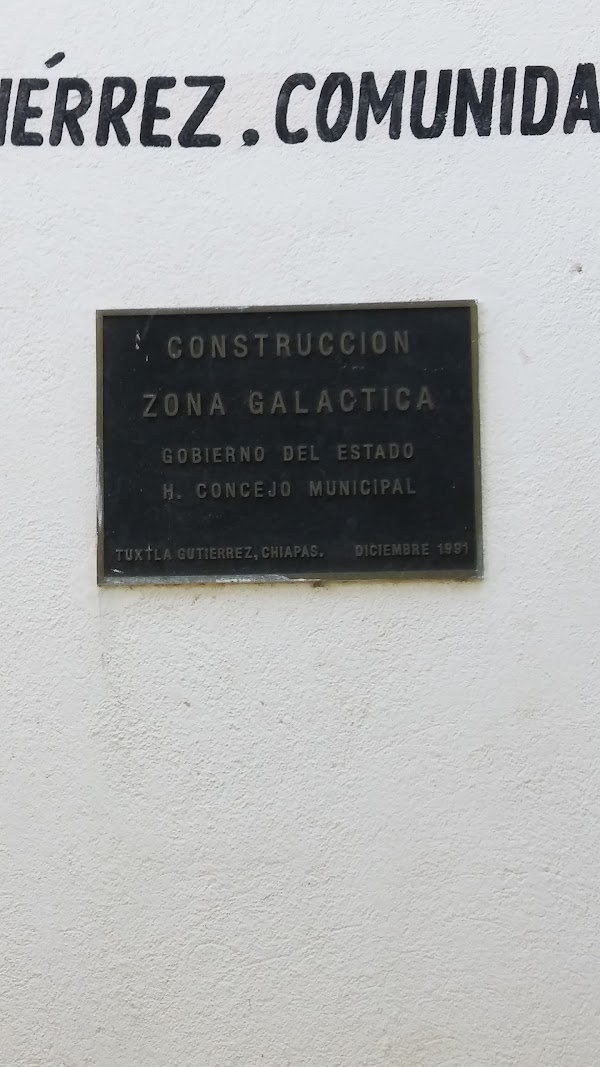 IÉRREZ. COMUNIDA
CONSTRUCCION
ZONA GALACTICA
GOBIERNO DEL ESTADO
H. CONCEJO MUNICIPAL
TUXTLA GUTIERREZ, CHIAPAS. DICIEMBRE 1991